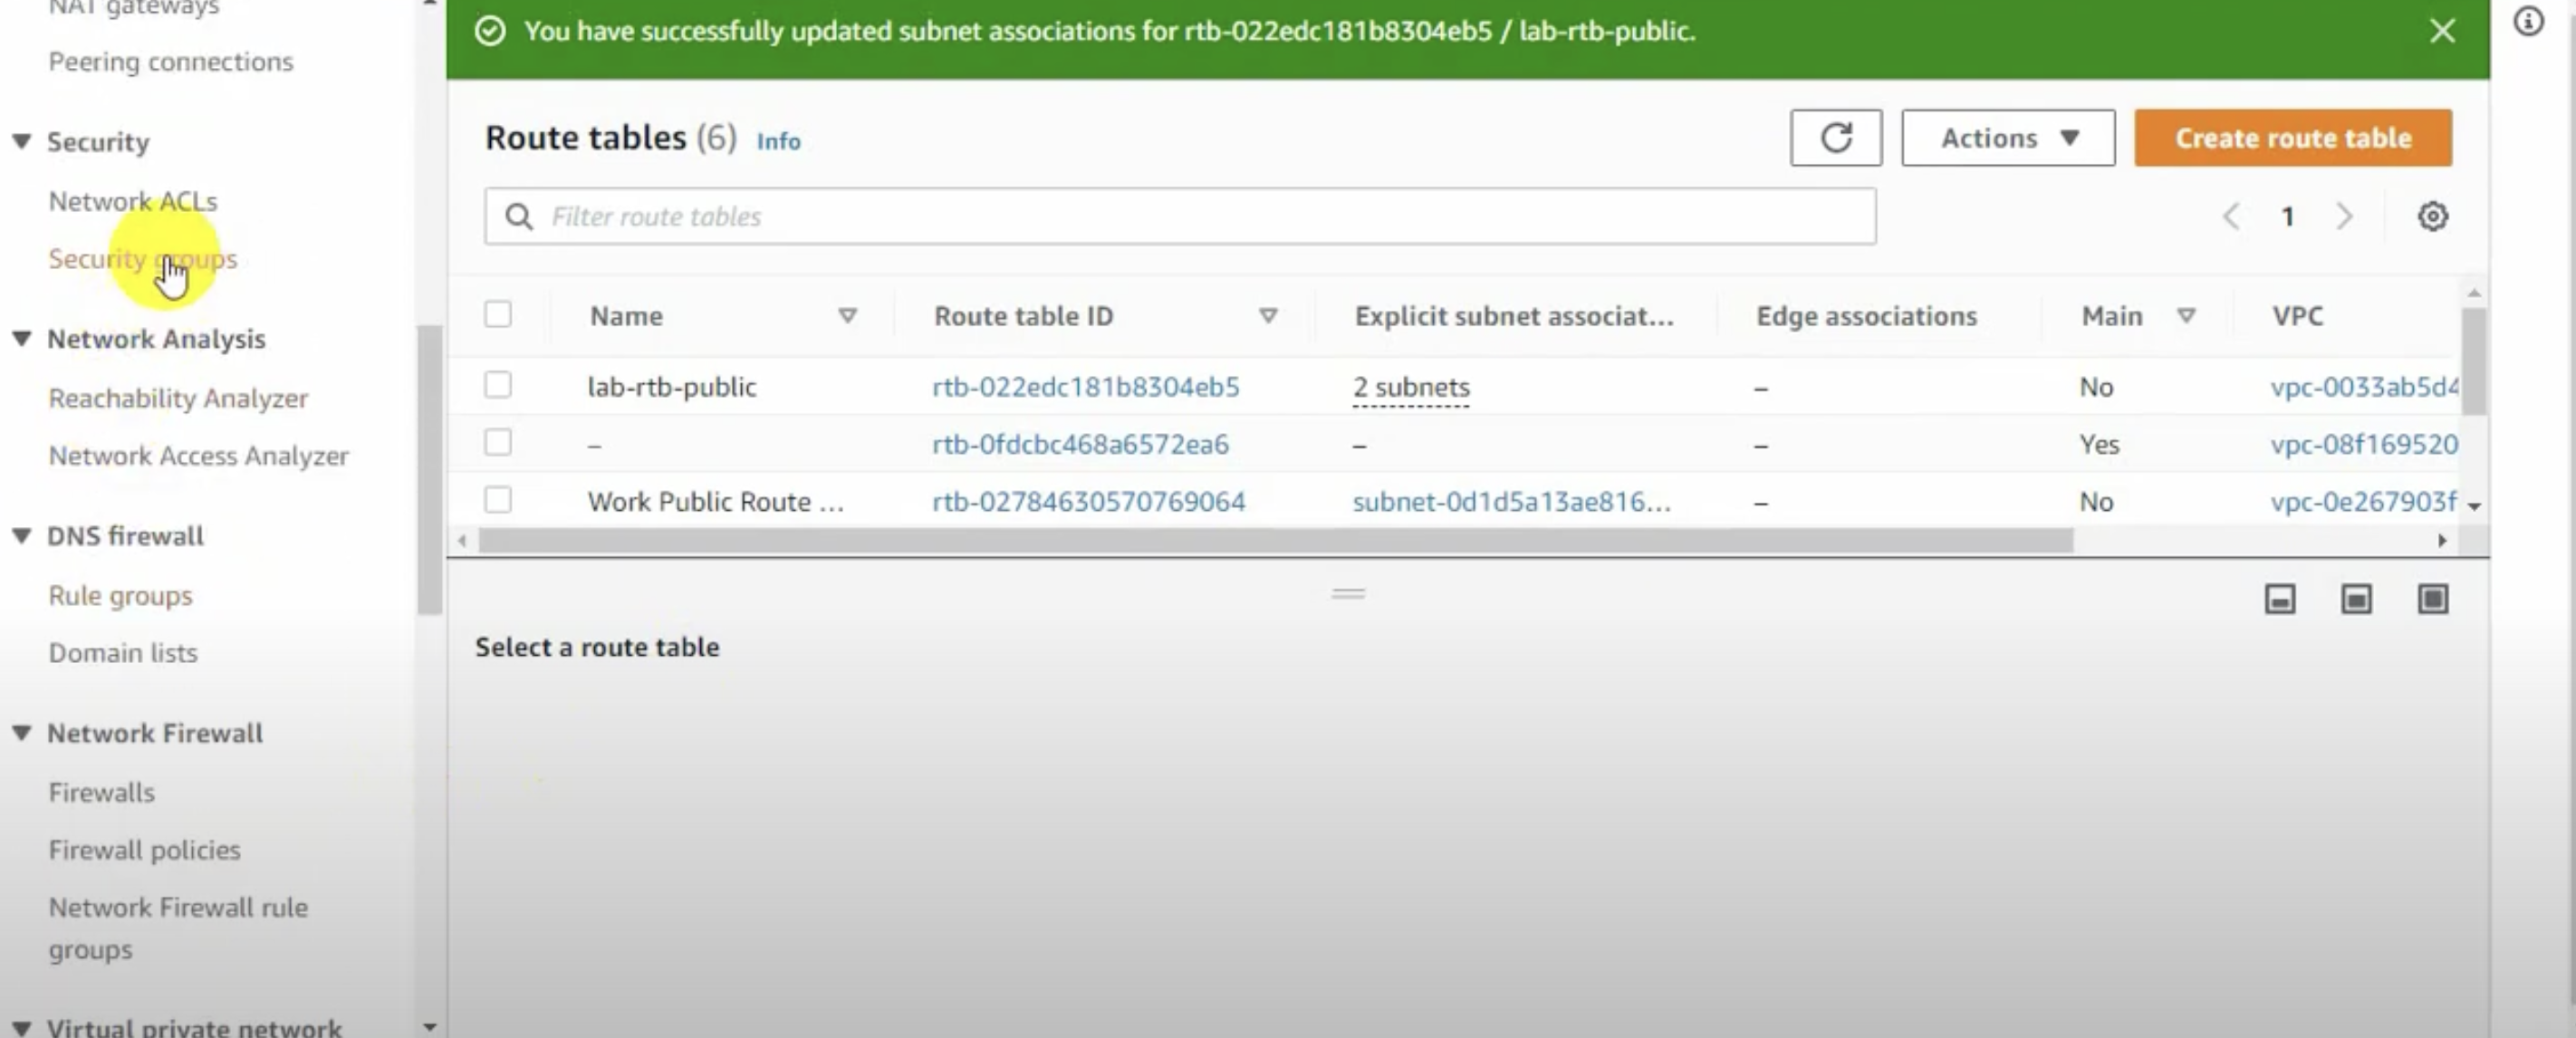 NAT gateways
Peering connections
Security
Network ACLs
Security groups
Network Analysis
Reachability Analyzer
Network Access Analyzer
DNS firewall
Rule groups
Domain lists
Network Firewall
Firewalls
Firewall policies
Network Firewall rule
groups
Virtual private network
You have successfully updated subnet associations for rtb-022edc181b8304eb5 / lab-rtb-public.
Route tables (6) Info
Actions
Create route table
Filter route tables
1
Name Route table ID Explicit subnet associat... Edge associations Main VPC
lab-rtb-public rtb-022edc181b8304eb5 2 subnets – No vpc-0033ab5d4
– rtb-0fdcbc468a6572ea6 – – Yes vpc-08f169520
Work Public Route ... rtb-02784630570769064 subnet-0d1d5a13ae816... – No vpc-0e267903f
Select a route table